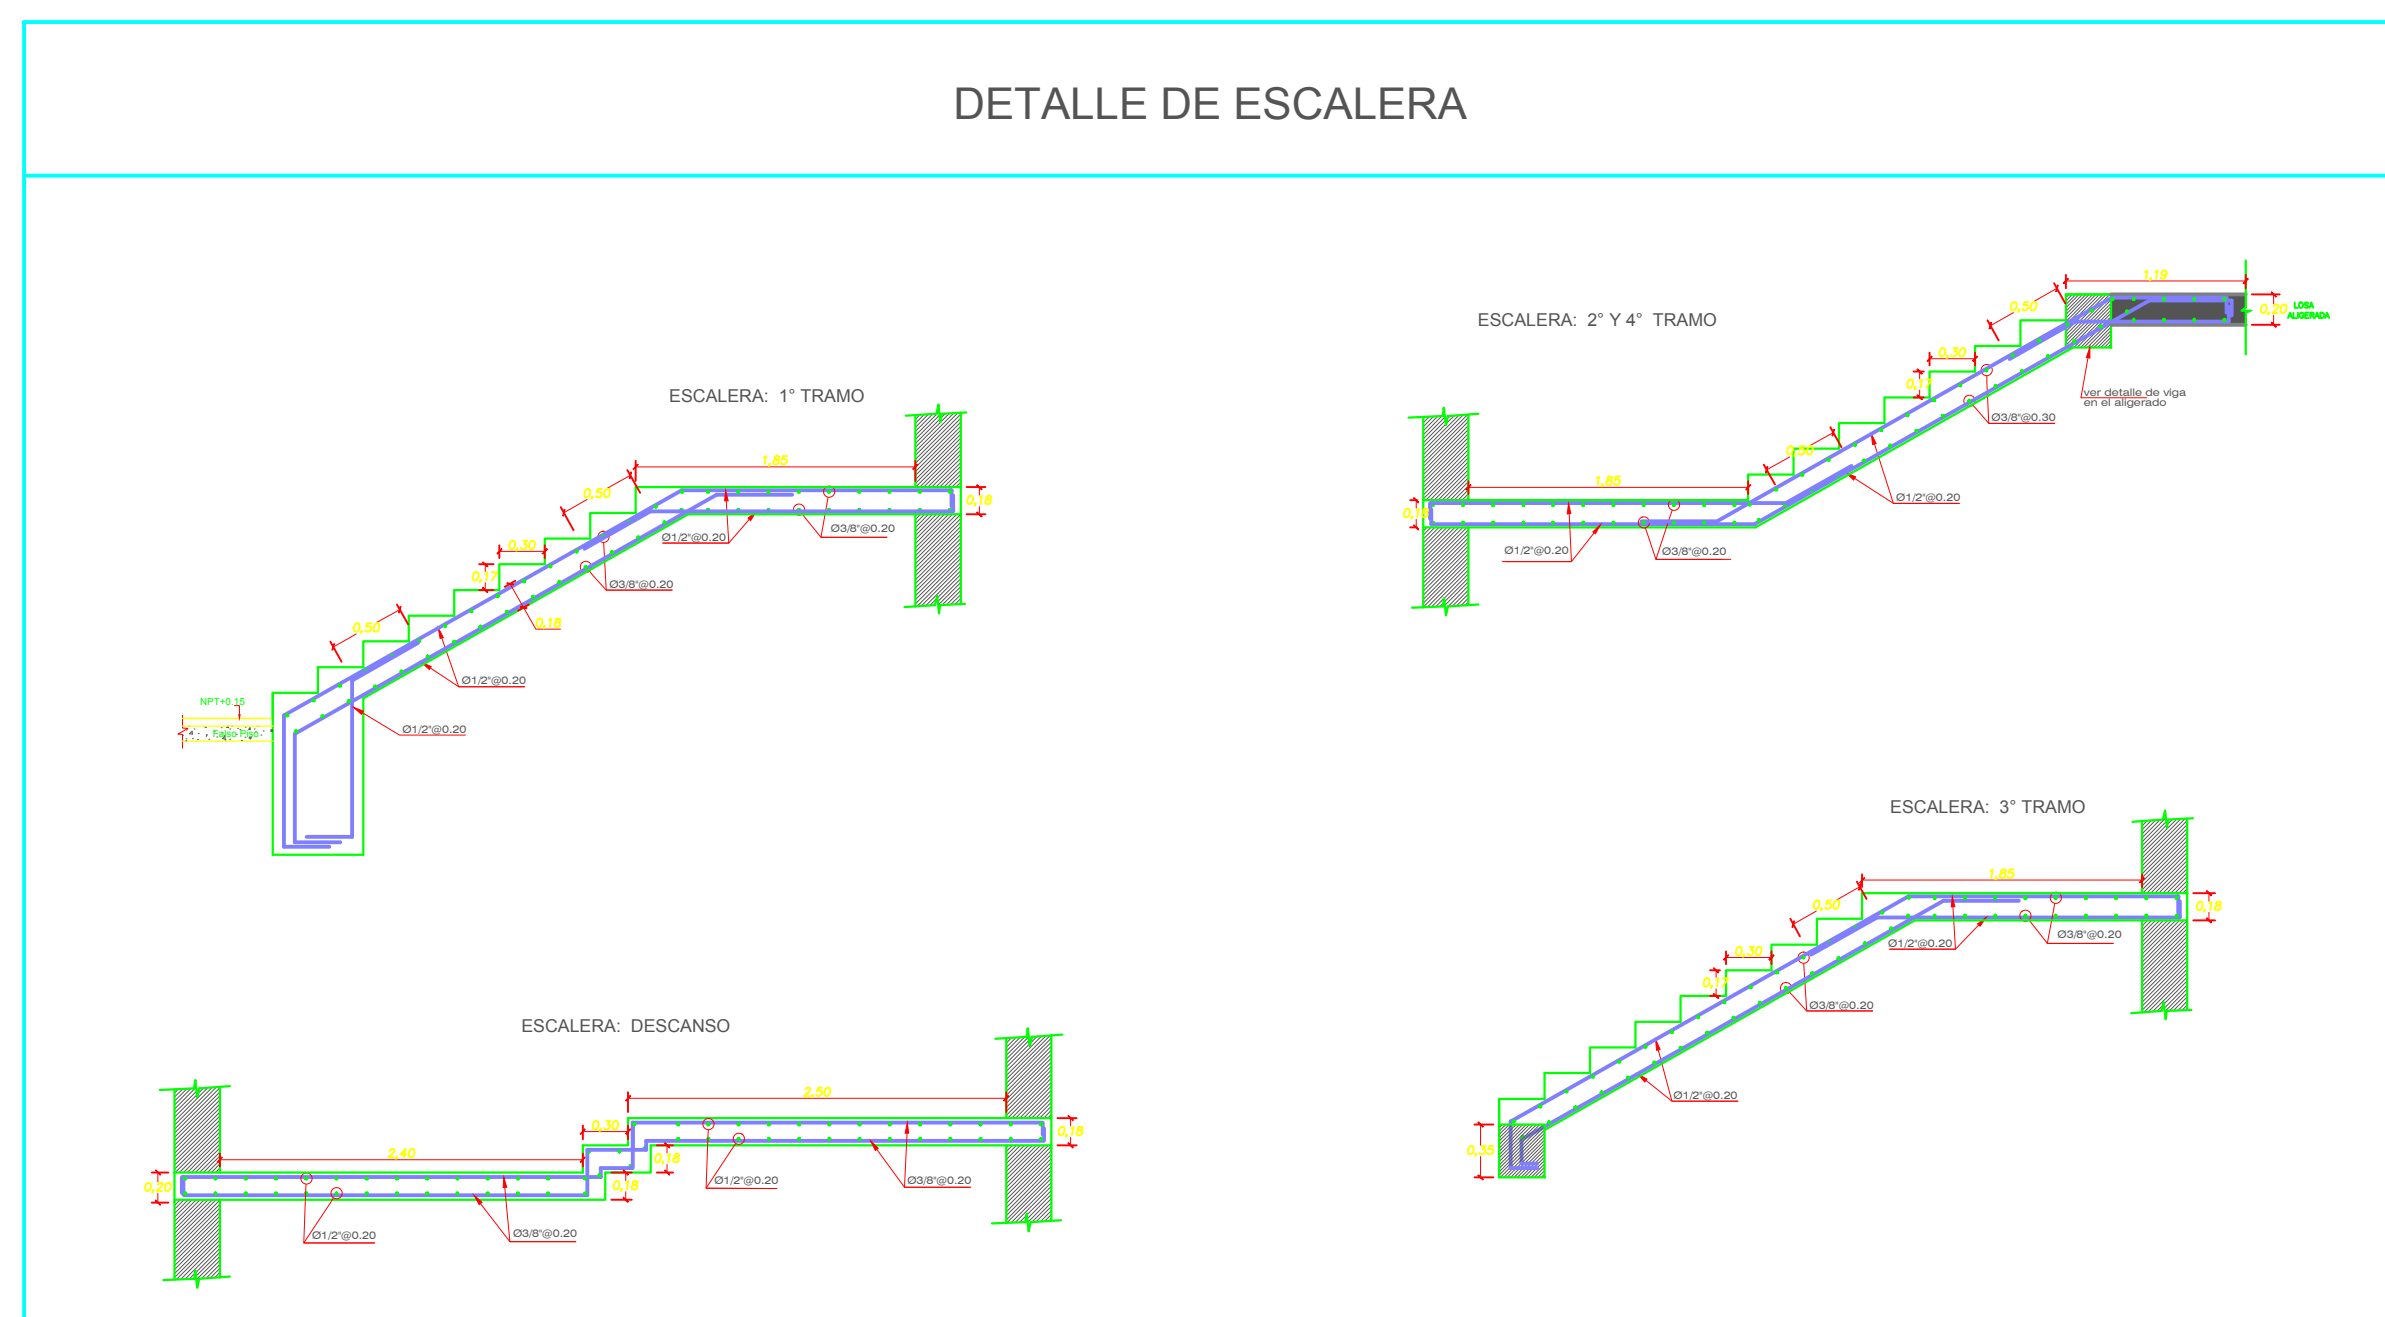 DETALLE DE ESCALERA
ESCALERA: 1° TRAMO
1,85
0,50
0,18
Ø1/2"@0.20
Ø3/8"@0.20
0,30
0,17
Ø3/8"@0.20
0,18
0,50
Ø1/2"@0.20
NPT+0.15
Falso Piso
Ø1/2"@0.20
ESCALERA: 2° Y 4° TRAMO
1,19
0,50
0,20
LOSA
ALIGERADA
0,30
0,17
ver detalle de viga
en el aligerado
Ø3/8"@0.30
0,50
1,85
0,18
Ø1/2"@0.20
Ø1/2"@0.20
Ø3/8"@0.20
ESCALERA: 3° TRAMO
1,85
0,50
0,18
Ø1/2"@0.20
Ø3/8"@0.20
0,30
0,17
Ø3/8"@0.20
Ø1/2"@0.20
0,35
ESCALERA: DESCANSO
2,50
0,30
0,18
2,40
0,18
0,20
0,18
Ø1/2"@0.20
Ø3/8"@0.20
Ø1/2"@0.20
Ø3/8"@0.20